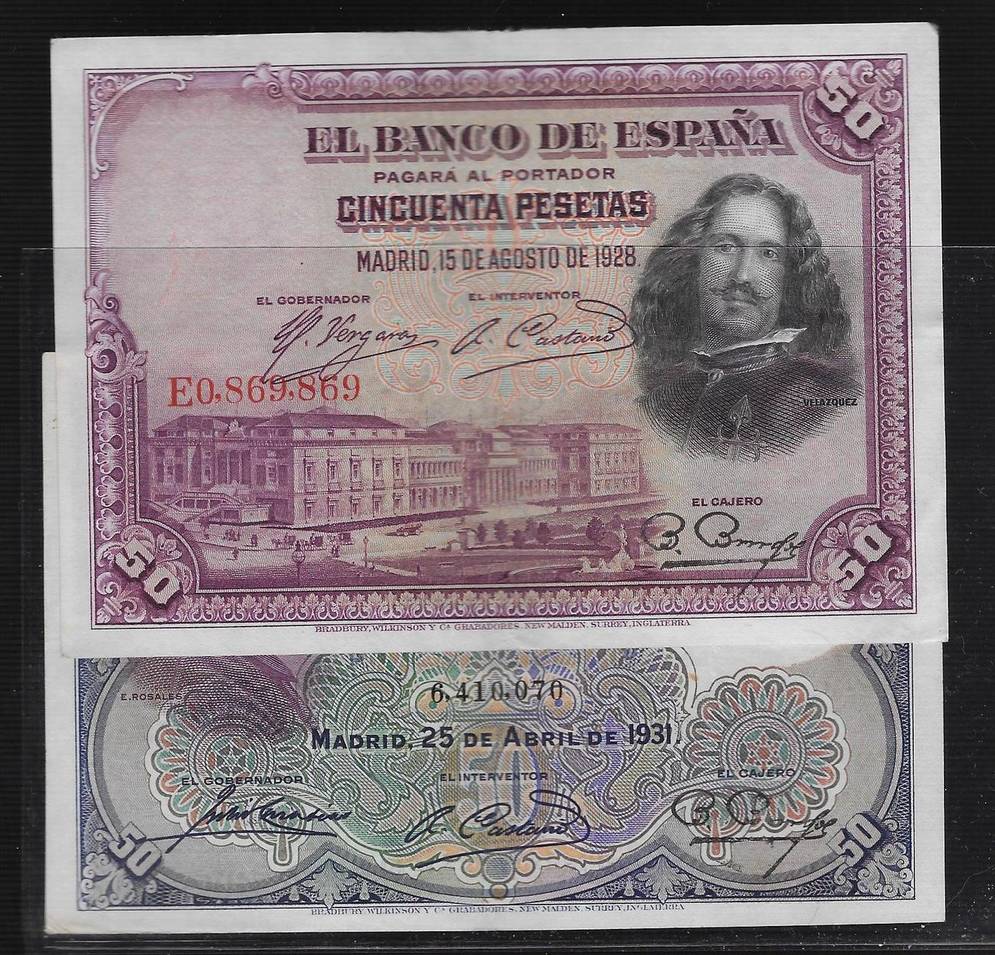 50
EL BANCO DE ESPAÑA
PAGARÁ AL PORTADOR
CINCUENTA PESETAS
MADRID, 15 DE AGOSTO DE 1928.
EL GOBERNADOR EL INTERVENTOR
E0,869,869
VELAZQUEZ
EL CAJERO
50 50
BRADBURY, WILKINSON Y Cª GRABADORES. NEW MALDEN. SURREY, INGLATERRA
E. ROSALES
6,410,070
50
MADRID, 25 DE ABRIL DE 1931.
EL GOBERNADOR EL INTERVENTOR EL CAJERO
50 50
BRADBURY, WILKINSON Y Cª GRABADORES. NEW MALDEN. SURREY, INGLATERRA